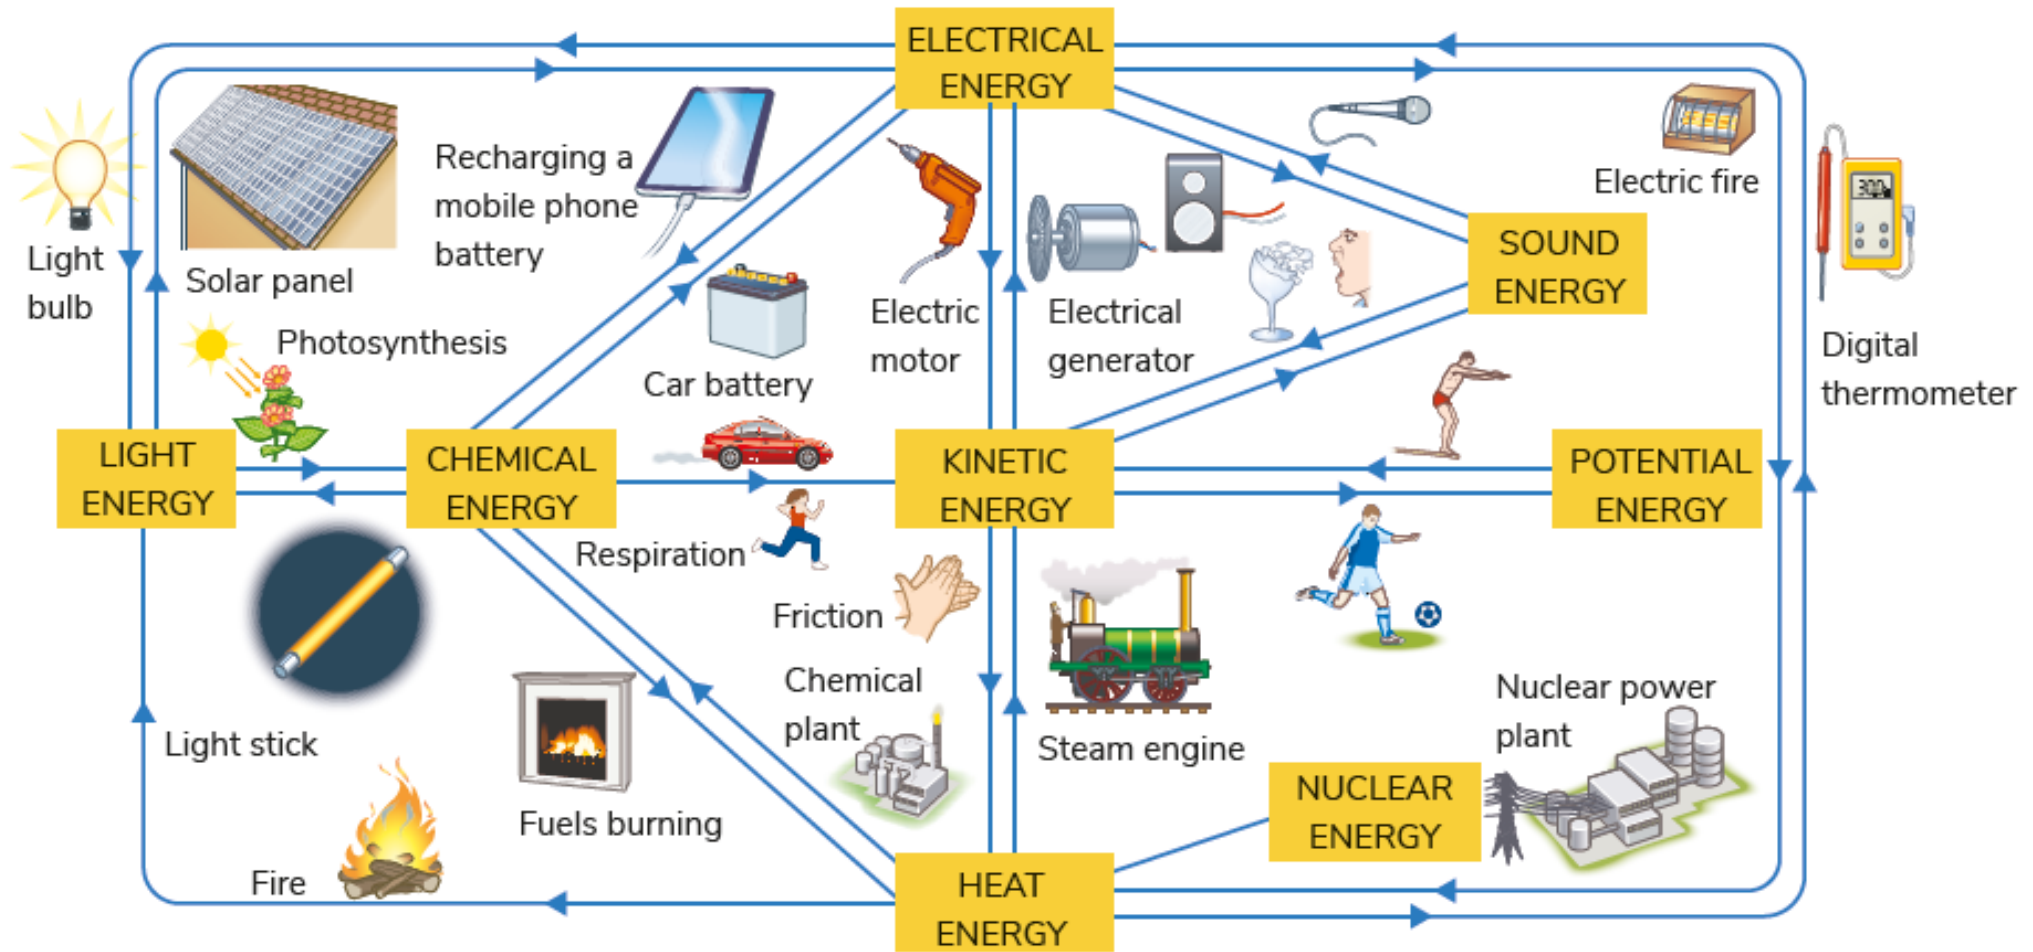 ELECTRICAL
ENERGY
Recharging a
mobile phone
battery
Electric fire
Light
bulb
Solar panel
SOUND
ENERGY
300
Photosynthesis
Car battery
Electric
motor
Electrical
generator
Digital
thermometer
LIGHT
ENERGY
CHEMICAL
ENERGY
KINETIC
ENERGY
POTENTIAL
ENERGY
Respiration
Friction
Chemical
plant
Steam engine
Nuclear power
plant
Light stick
Fuels burning
NUCLEAR
ENERGY
Fire
HEAT
ENERGY